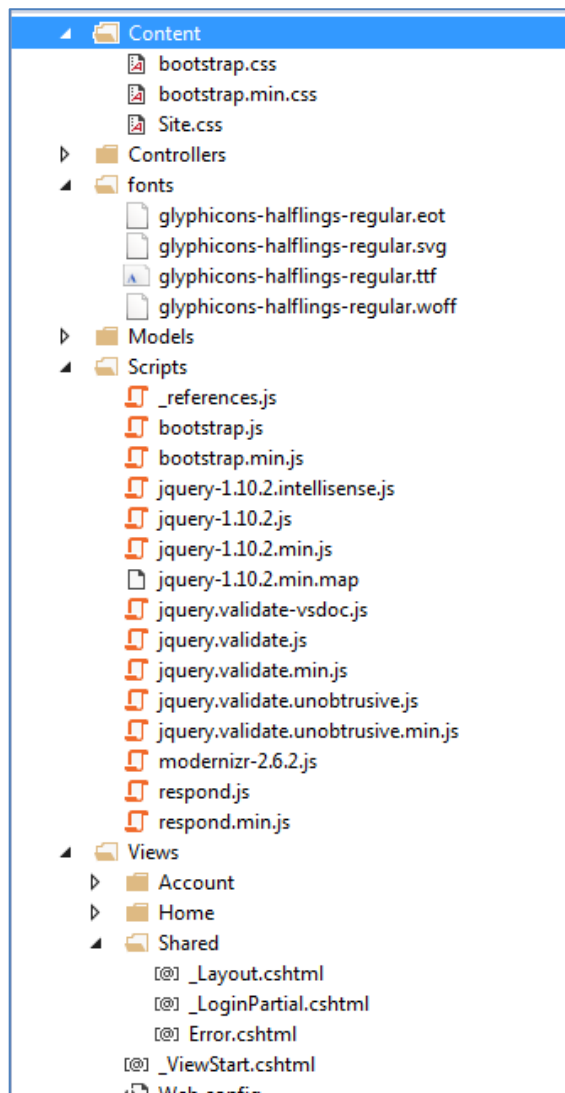 Content
bootstrap.css
bootstrap.min.css
Site.css
Controllers
fonts
glyphicons-halflings-regular.eot
glyphicons-halflings-regular.svg
glyphicons-halflings-regular.ttf
glyphicons-halflings-regular.woff
Models
Scripts
_references.js
bootstrap.js
bootstrap.min.js
jquery-1.10.2.intellisense.js
jquery-1.10.2.js
jquery-1.10.2.min.js
jquery-1.10.2.min.map
jquery.validate-vsdoc.js
jquery.validate.js
jquery.validate.min.js
jquery.validate.unobtrusive.js
jquery.validate.unobtrusive.min.js
modernizr-2.6.2.js
respond.js
respond.min.js
Views
Account
Home
Shared
[@] _Layout.cshtml
[@] _LoginPartial.cshtml
[@] Error.cshtml
[@] _ViewStart.cshtml
Web.config